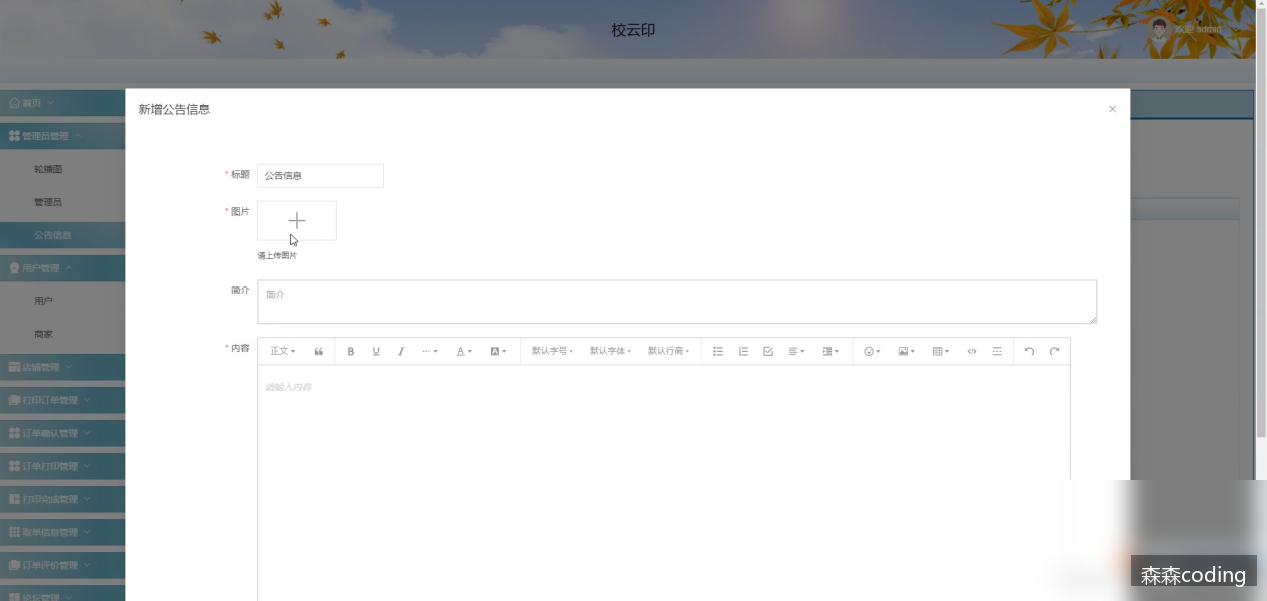 校云印
欢迎 admin
首页
新增公告信息
管理员管理
轮播图
管理员
公告信息
用户管理
用户
商家
店铺管理
打印订单管理
订单确认管理
订单打印管理
打印完成管理
取单信息管理
订单评价管理
论坛管理
* 标题
公告信息
* 图片
请上传图片
简介
简介
* 内容
正文
B U I
A A
默认字号
默认字体
默认行高
请输入内容
森森coding